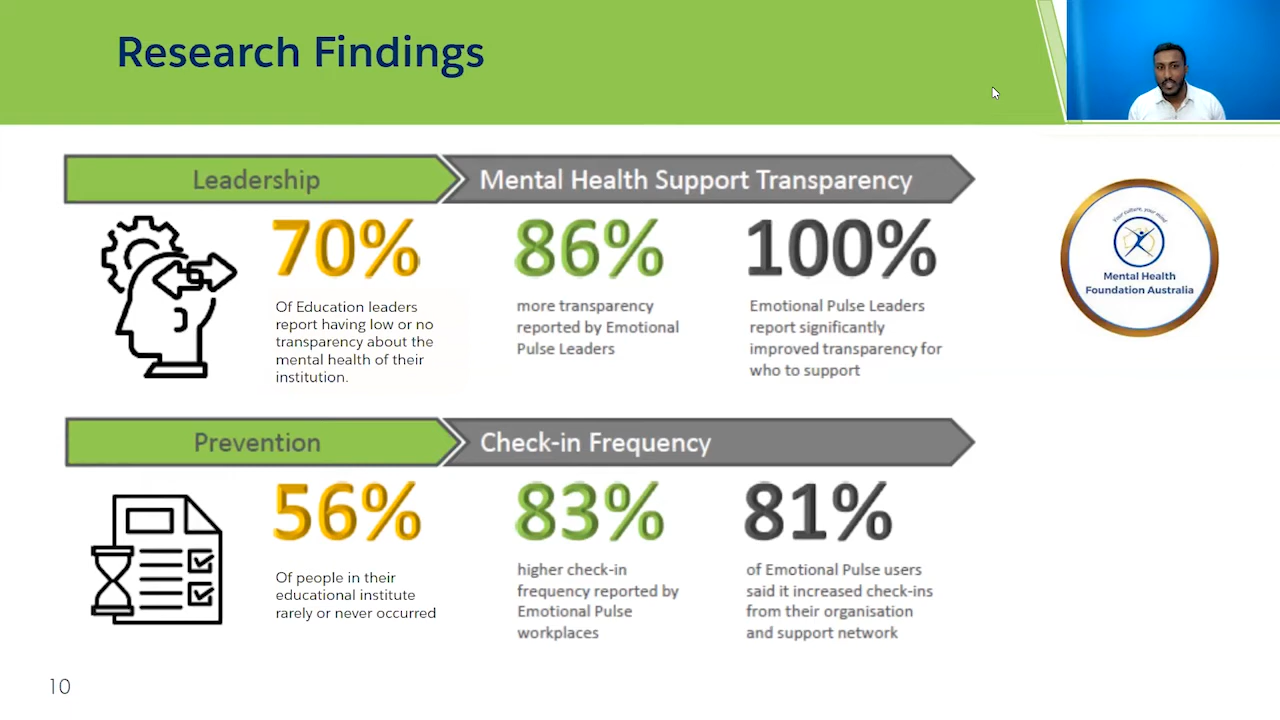 Research Findings
Leadership
Mental Health Support Transparency
70%
Of Education leaders
report having low or no
transparency about the
mental health of their
institution.
86%
more transparency
reported by Emotional
Pulse Leaders
100%
Emotional Pulse Leaders
report significantly
improved transparency for
who to support
Your culture, your mind
Mental Health
Foundation Australia
Prevention
Check-in Frequency
56%
Of people in their
educational institute
rarely or never occurred
83%
higher check-in
frequency reported by
Emotional Pulse
workplaces
81%
of Emotional Pulse users
said it increased check-ins
from their organisation
and support network
10